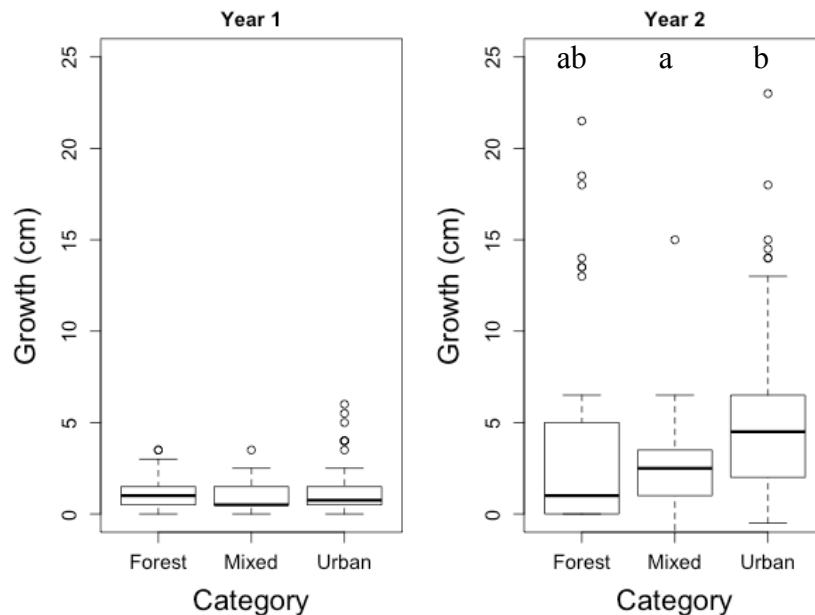 Year 1
Growth (cm)
25
20
15
10
5
0
Forest Mixed Urban
Category
Year 2
ab a b
Growth (cm)
25
20
15
10
5
0
Forest Mixed Urban
Category